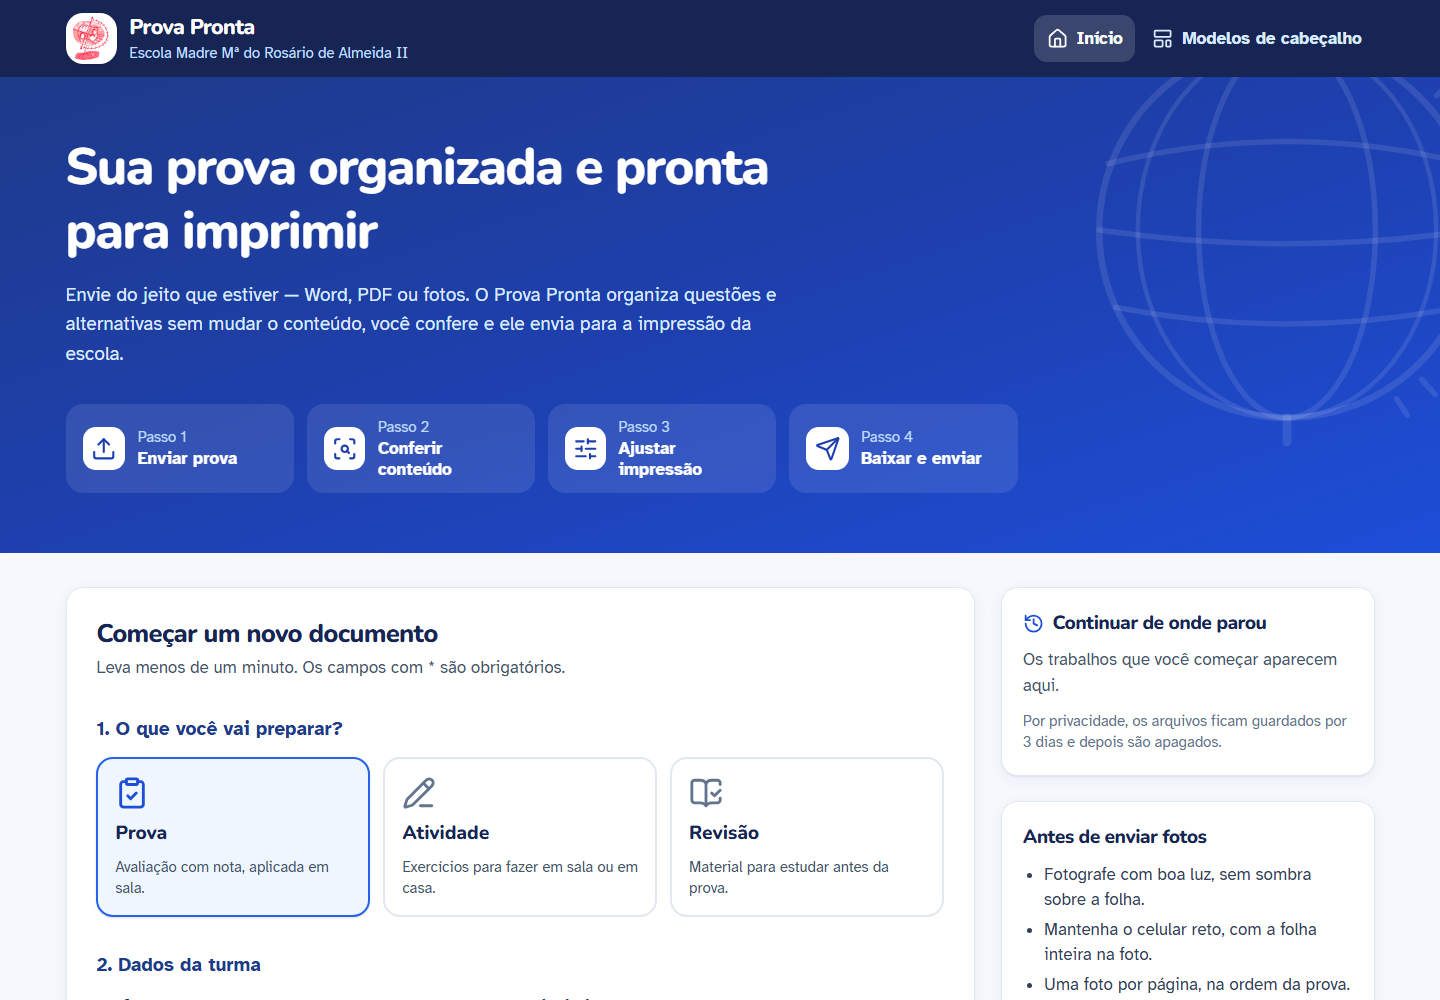 Prova Pronta
Escola Madre Mª do Rosário de Almeida II
Início
Modelos de cabeçalho
Sua prova organizada e pronta
para imprimir
Envie do jeito que estiver — Word, PDF ou fotos. O Prova Pronta organiza questões e
alternativas sem mudar o conteúdo, você confere e ele envia para a impressão da
escola.
Passo 1
Enviar prova
Passo 2
Conferir
conteúdo
Passo 3
Ajustar
impressão
Passo 4
Baixar e enviar
Começar um novo documento
Leva menos de um minuto. Os campos com * são obrigatórios.
1. O que você vai preparar?
Prova
Avaliação com nota, aplicada em
sala.
Atividade
Exercícios para fazer em sala ou em
casa.
Revisão
Material para estudar antes da
prova.
2. Dados da turma
Continuar de onde parou
Os trabalhos que você começar aparecem
aqui.
Por privacidade, os arquivos ficam guardados por
3 dias e depois são apagados.
Antes de enviar fotos
• Fotografe com boa luz, sem sombra
sobre a folha.
• Mantenha o celular reto, com a folha
inteira na foto.
• Uma foto por página, na ordem da prova.